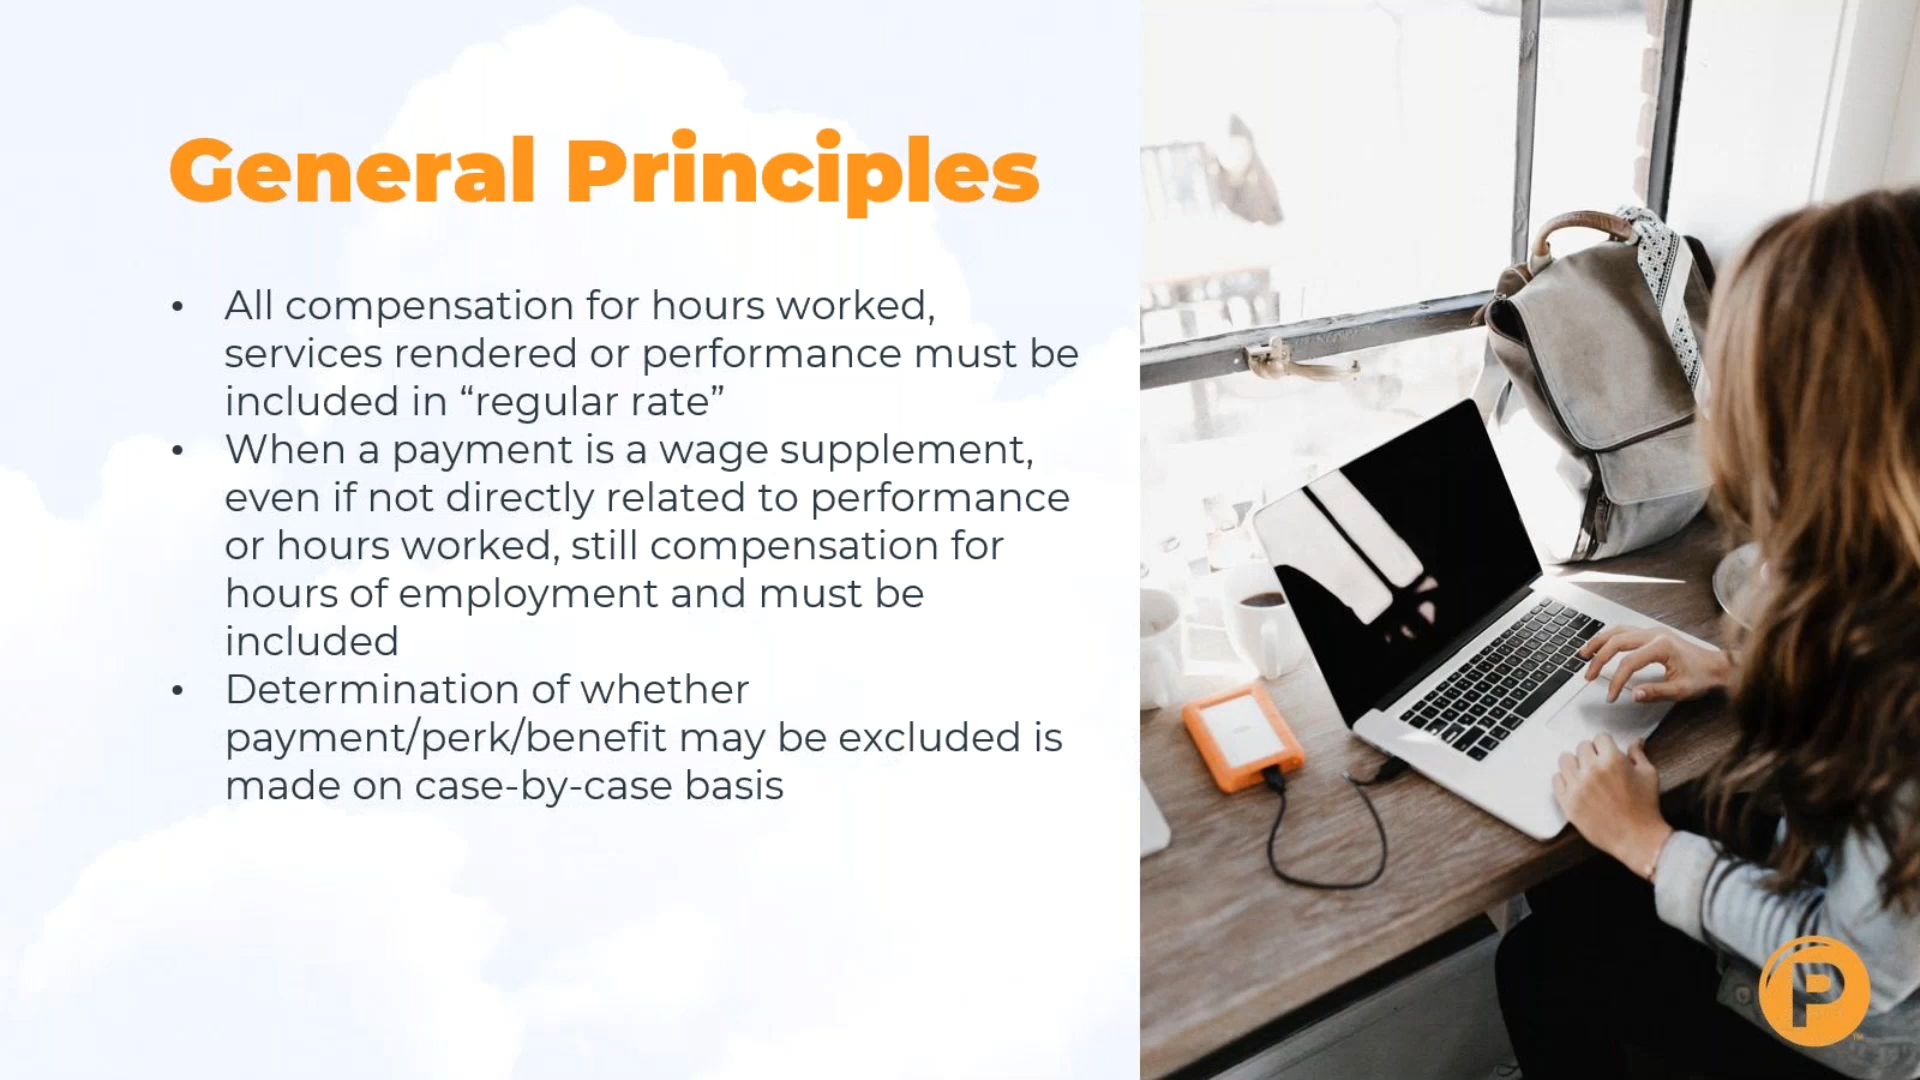 General Principles
• All compensation for hours worked,
services rendered or performance must be
included in “regular rate”
• When a payment is a wage supplement,
even if not directly related to performance
or hours worked, still compensation for
hours of employment and must be
included
• Determination of whether
payment/perk/benefit may be excluded is
made on case-by-case basis
P
TM